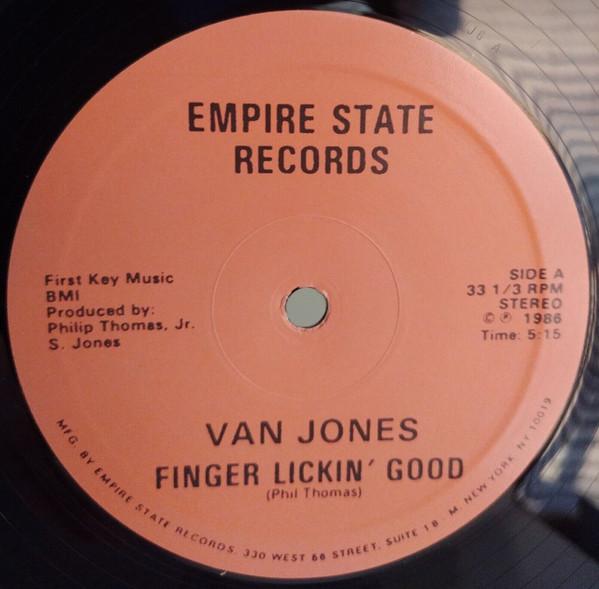 EMPIRE STATE
RECORDS
First Key Music
BMI
Produced by:
Philip Thomas, Jr.
S. Jones
SIDE A
33 1/3 RPM
STEREO
© ℗ 1986
Time: 5:15
VAN JONES
FINGER LICKIN' GOOD
(Phil Thomas)
MFG. BY EMPIRE STATE RECORDS, 330 WEST STREET, SUITE 18 M. NEW YORK, NY 10019